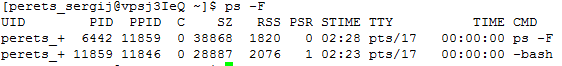 [perets_sergij@vpsj3IeQ ~]$ ps -F
UID        PID  PPID  C    SZ   RSS PSR STIME TTY          TIME CMD
perets_+  6442 11859  0 38868  1820   0 02:28 pts/17   00:00:00 ps -F
perets_+ 11859 11846  0 28887  2076   1 02:23 pts/17   00:00:00 -bash